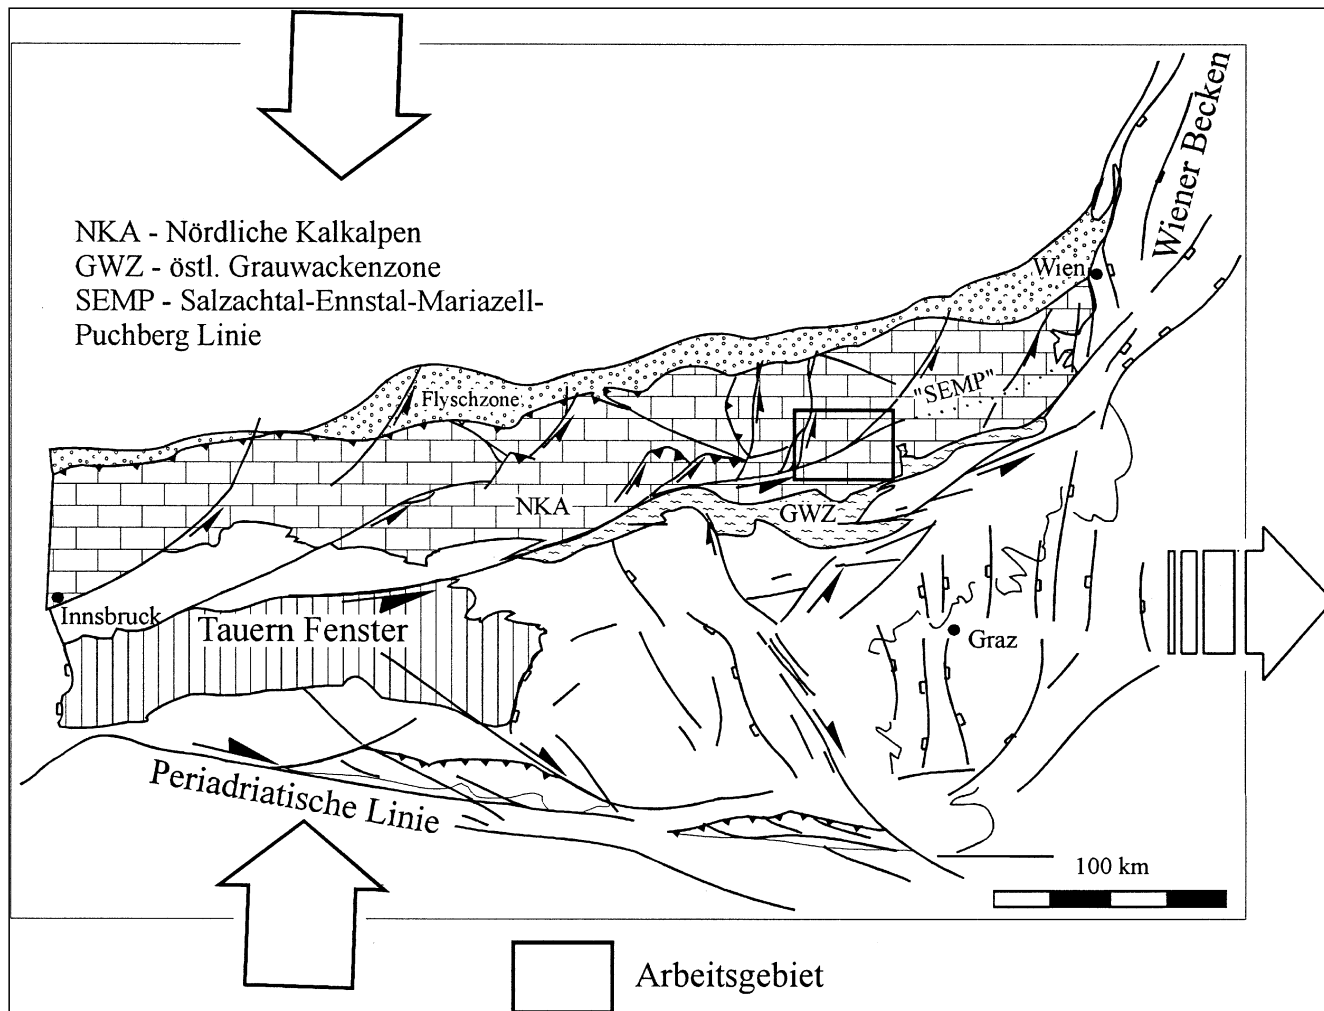 NKA - Nördliche Kalkalpen
GWZ - östl. Grauwackenzone
SEMP - Salzachtal-Ennstal-Mariazell-
Puchberg Linie
Wiener Becken
Wien
"SEMP"
Flyschzone
NKA
GWZ
Innsbruck
Tauern Fenster
Graz
Periadriatische Linie
100 km
Arbeitsgebiet